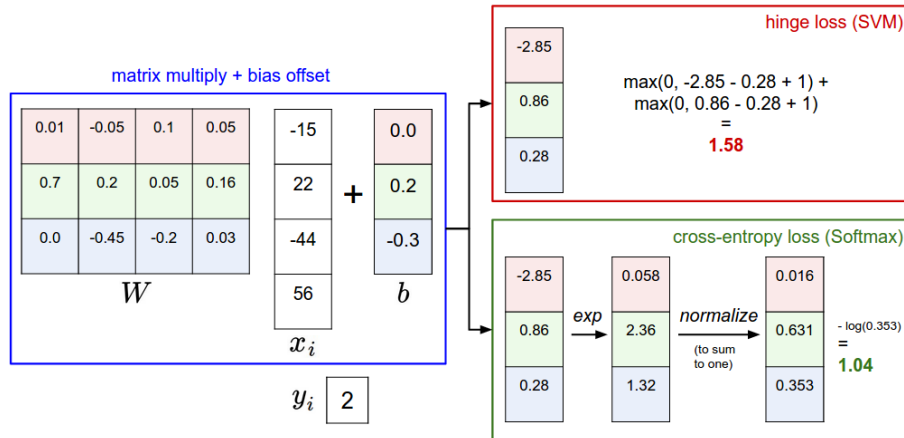 matrix multiply + bias offset
0.01 -0.05 0.1 0.05
0.7 0.2 0.05 0.16
0.0 -0.45 -0.2 0.03
W
-15
22
-44
56
x_i
+
0.0
0.2
-0.3
b
y_i 2
hinge loss (SVM)
-2.85
0.86
0.28
max(0, -2.85 - 0.28 + 1) +
max(0, 0.86 - 0.28 + 1)
=
1.58
cross-entropy loss (Softmax)
-2.85
0.86
0.28
exp
0.058
2.36
1.32
normalize
(to sum
to one)
0.016
0.631
0.353
- log(0.353)
=
1.04